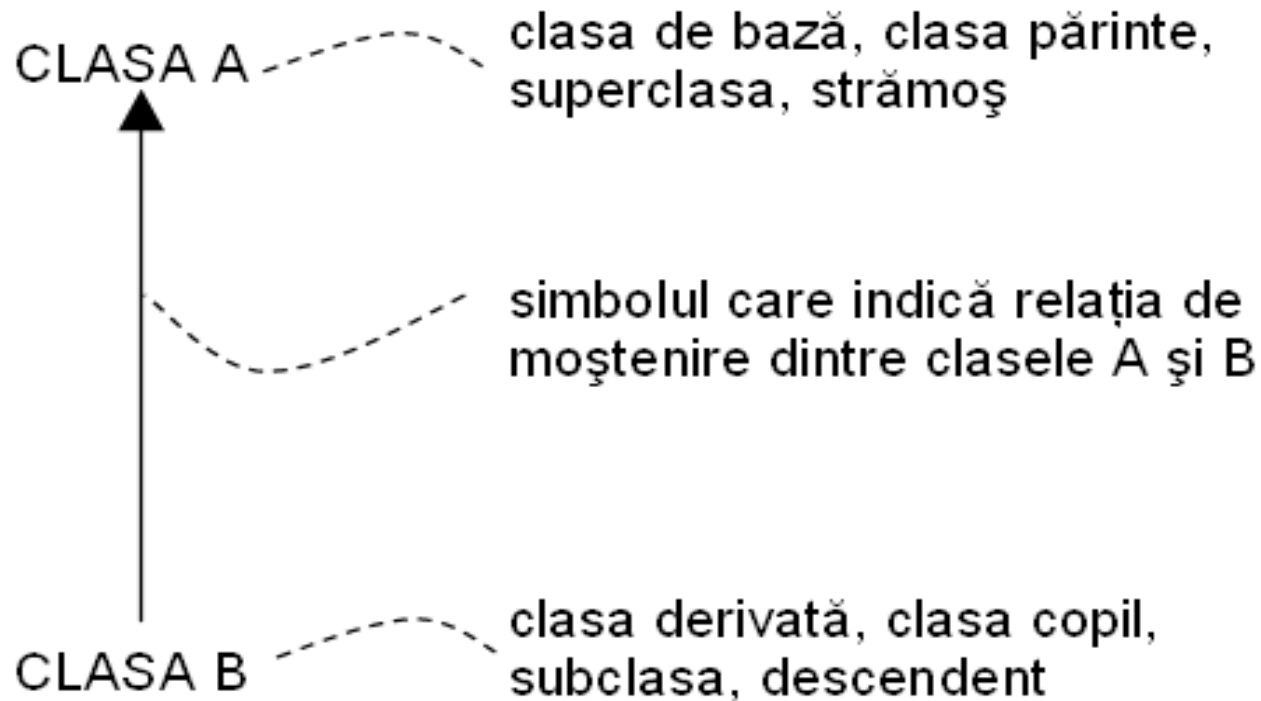 CLASA A
clasa de bază, clasa părinte,
superclasa, strămoş
simbolul care indică relaţia de
moştenire dintre clasele A şi B
CLASA B
clasa derivată, clasa copil,
subclasa, descendent